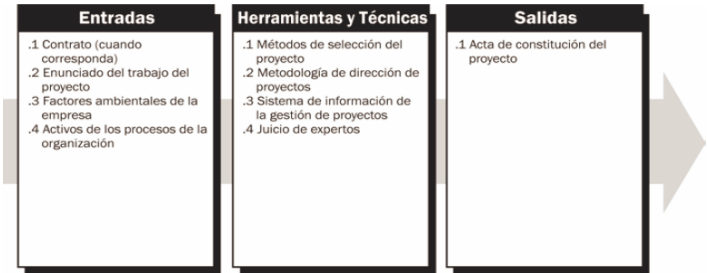 Entradas
.1 Contrato (cuando
corresponda)
.2 Enunciado del trabajo del
proyecto
.3 Factores ambientales de la
empresa
.4 Activos de los procesos de la
organización
Herramientas y Técnicas
.1 Métodos de selección del
proyecto
.2 Metodología de dirección de
proyectos
.3 Sistema de información de
la gestión de proyectos
.4 Juicio de expertos
Salidas
.1 Acta de constitución del
proyecto